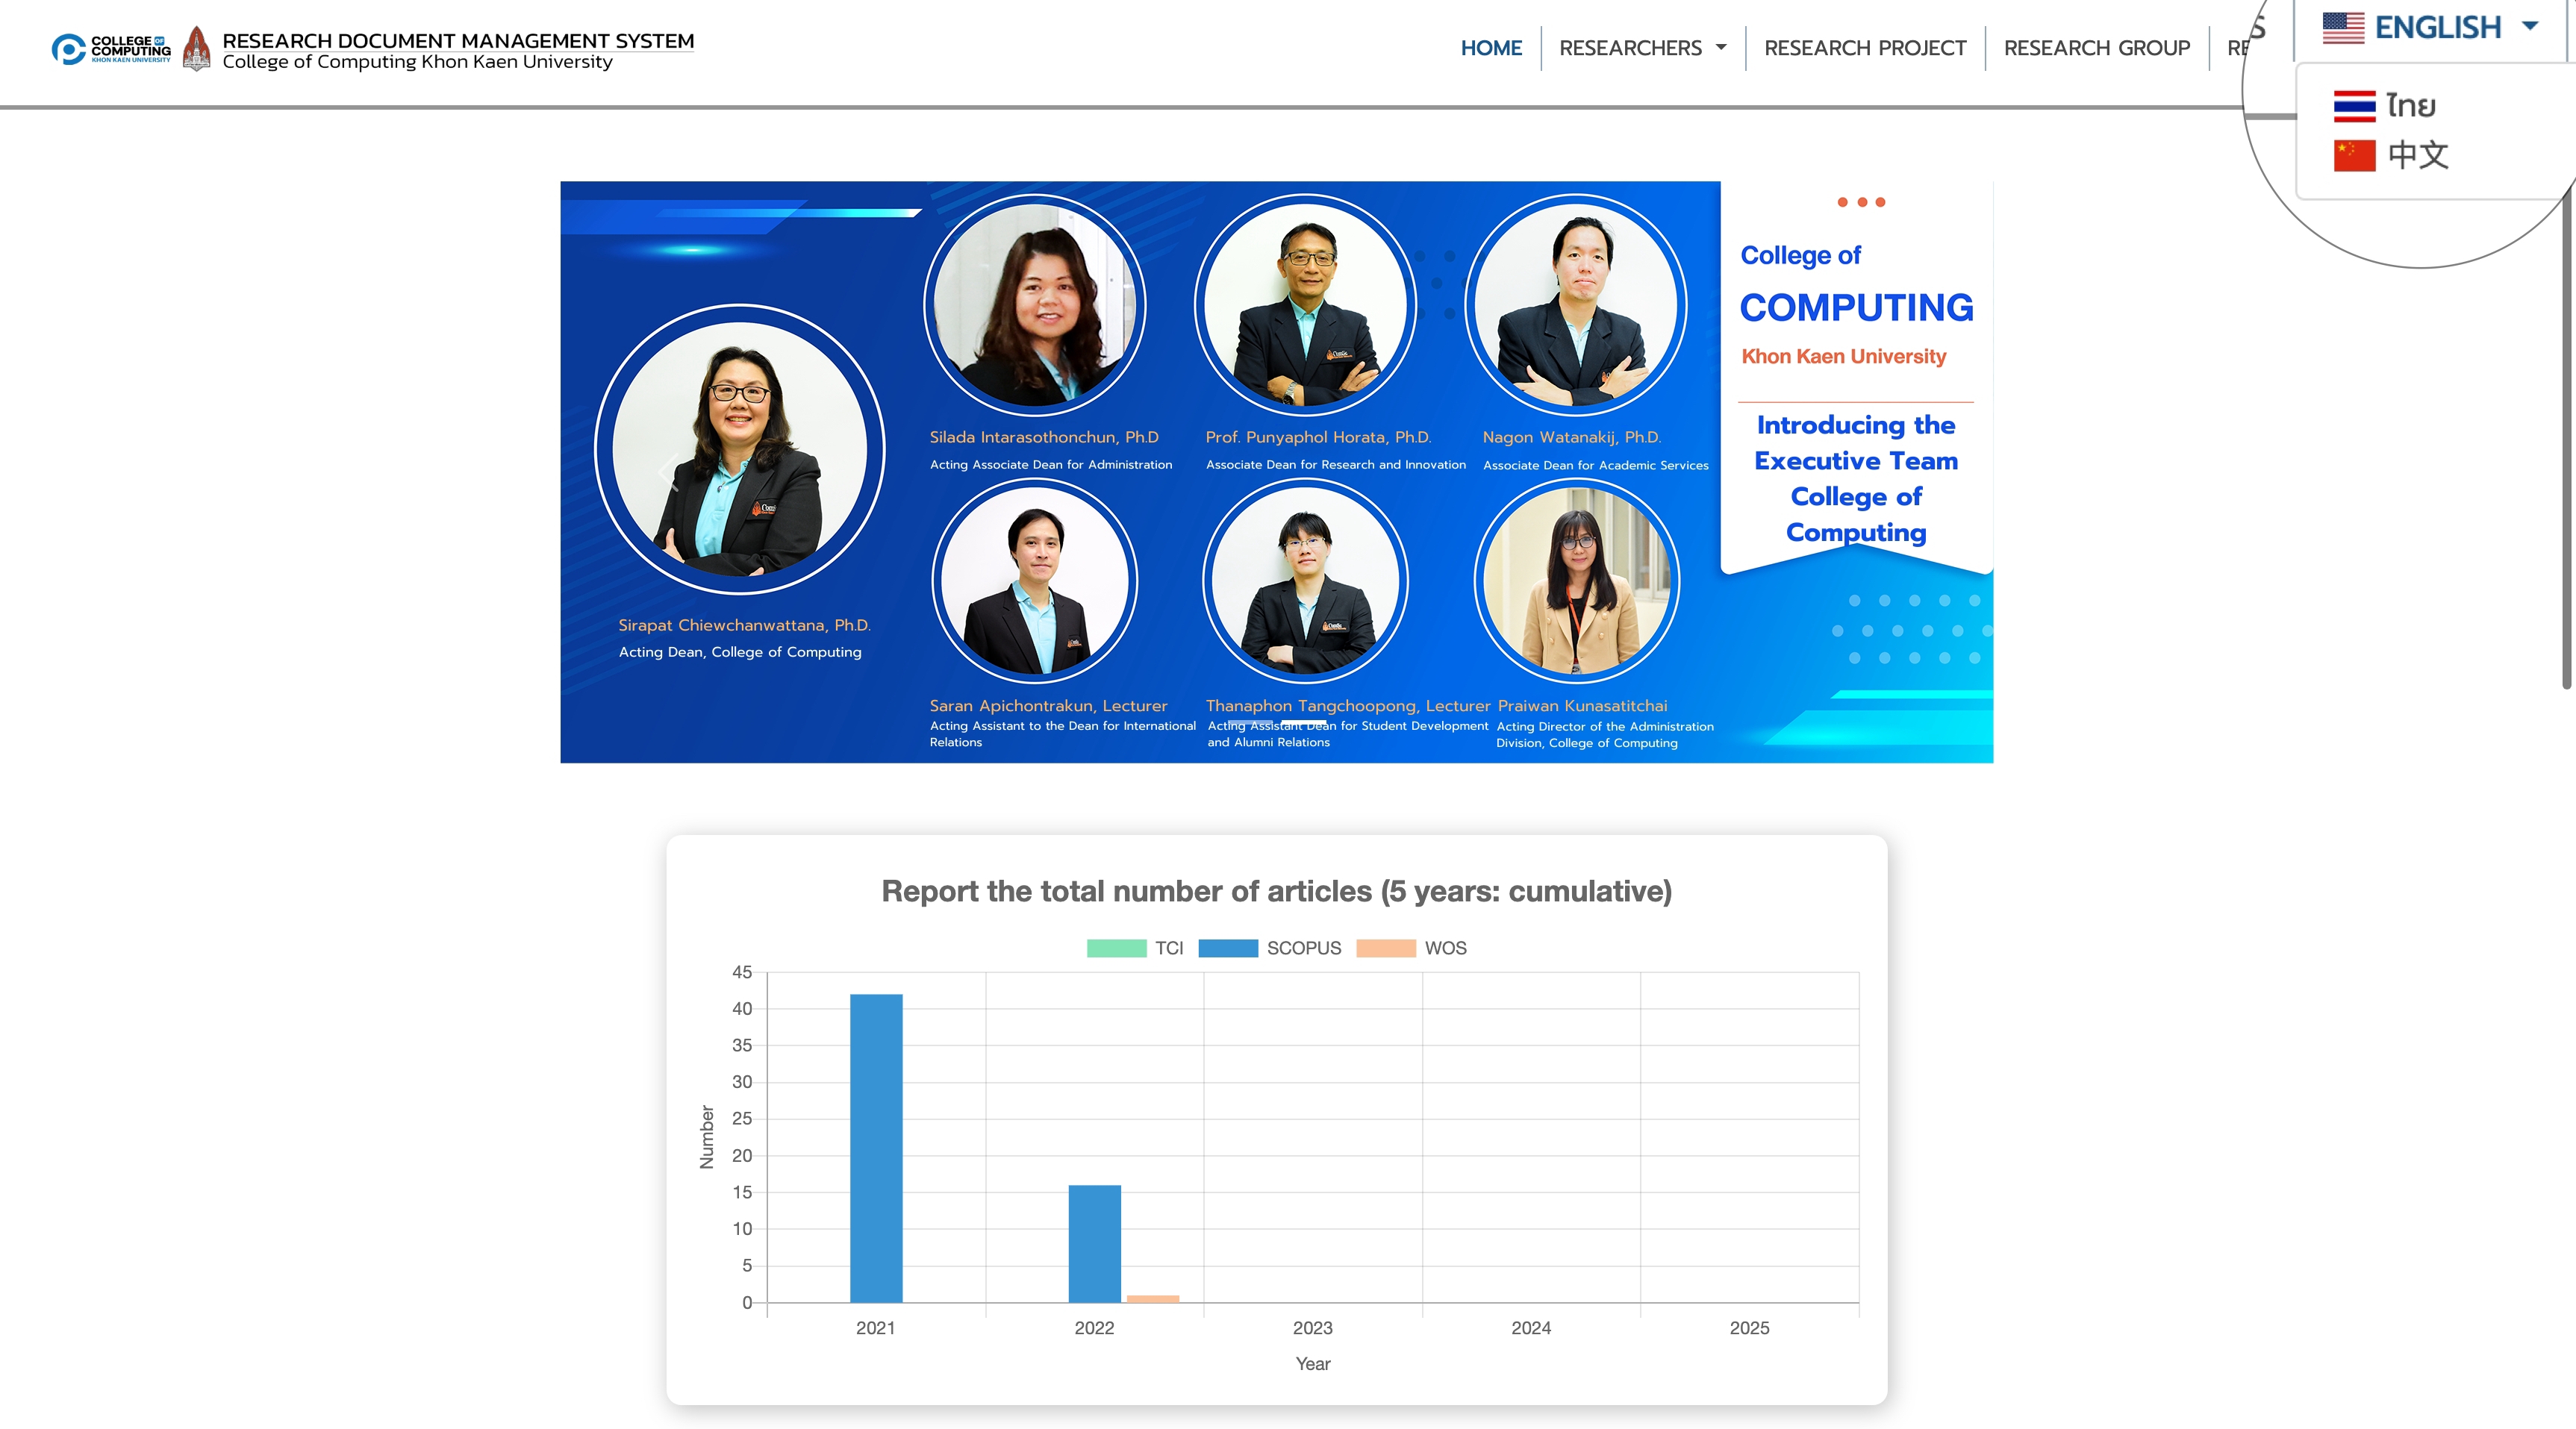 COLLEGE OF
COMPUTING
KHON KAEN UNIVERSITY
RESEARCH DOCUMENT MANAGEMENT SYSTEM
College of Computing Khon Kaen University
HOME
RESEARCHERS
RESEARCH PROJECT
RESEARCH GROUP
ENGLISH
ไทย
中文
Silada Intarasothonchun, Ph.D
Acting Associate Dean for Administration
Prof. Punyaphol Horata, Ph.D.
Associate Dean for Research and Innovation
Nagon Watanakij, Ph.D.
Associate Dean for Academic Services
Sirapat Chiewchanwattana, Ph.D.
Acting Dean, College of Computing
Saran Apichontrakun, Lecturer
Acting Assistant to the Dean for International
Relations
Thanaphon Tangchoopong, Lecturer
Acting Assistant Dean for Student Development
and Alumni Relations
Praiwan Kunasatitchai
Acting Director of the Administration
Division, College of Computing
College of
COMPUTING
Khon Kaen University
Introducing the
Executive Team
College of
Computing
Report the total number of articles (5 years: cumulative)
TCI SCOPUS WOS
45
40
35
30
25
20
15
10
5
0
Number
2021 2022 2023 2024 2025
Year